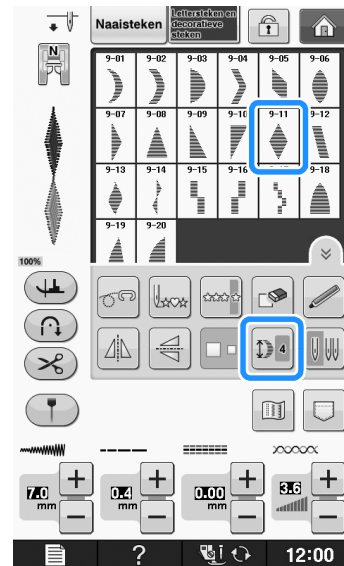 N
Naaisteken
Lettersteken en
decoratieve
steken
9-01 9-02 9-03 9-04 9-05 9-06
9-07 9-08 9-09 9-10 9-11 9-12
9-13 9-14 9-15 9-16 9-18
9-19 9-20
100%
4
7.0 mm
0.4 mm
0.00 mm
3.6
?
12:00